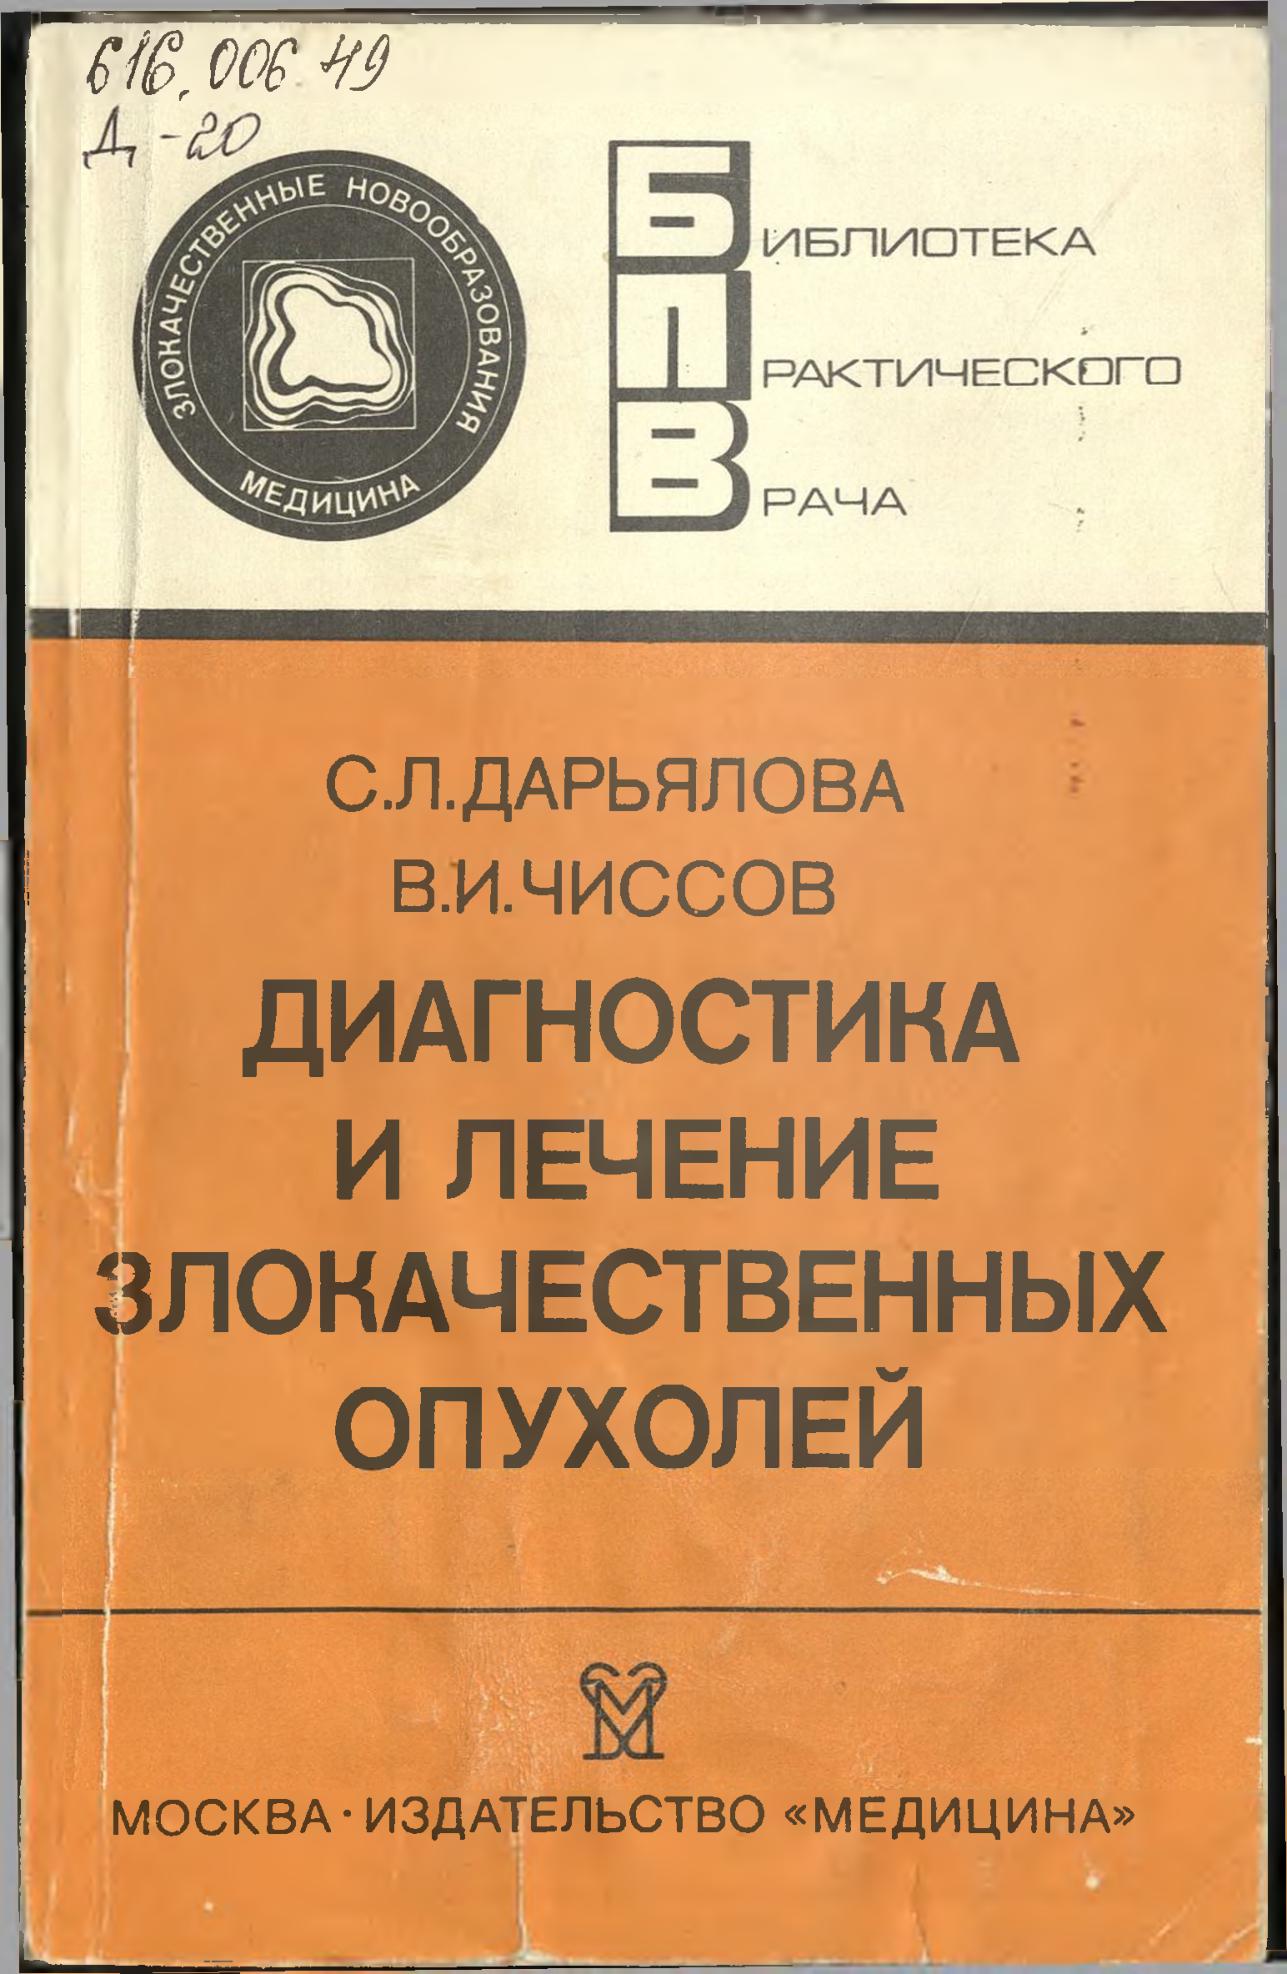 616.006.49
Д-20
ЗЛОКАЧЕСТВЕННЫЕ НОВООБРАЗОВАНИЯ
МЕДИЦИНА
БИБЛИОТЕКА
ПРАКТИЧЕСКОГО
ВРАЧА
С.Л.ДАРЬЯЛОВА
В.И.ЧИССОВ
ДИАГНОСТИКА
И ЛЕЧЕНИЕ
ЗЛОКАЧЕСТВЕННЫХ
ОПУХОЛЕЙ
М
МОСКВА·ИЗДАТЕЛЬСТВО «МЕДИЦИНА»